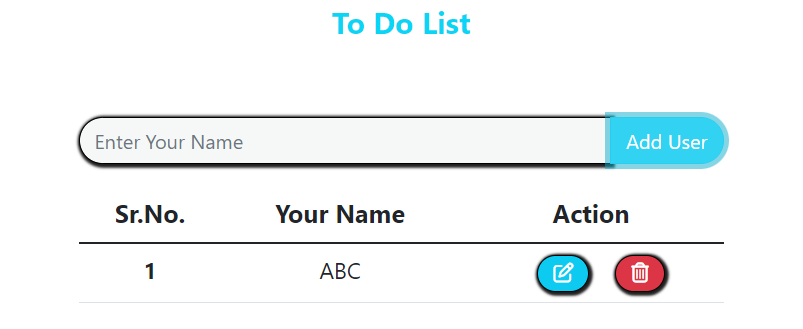 To Do List
Enter Your Name Add User
Sr.No. Your Name Action
1 ABC